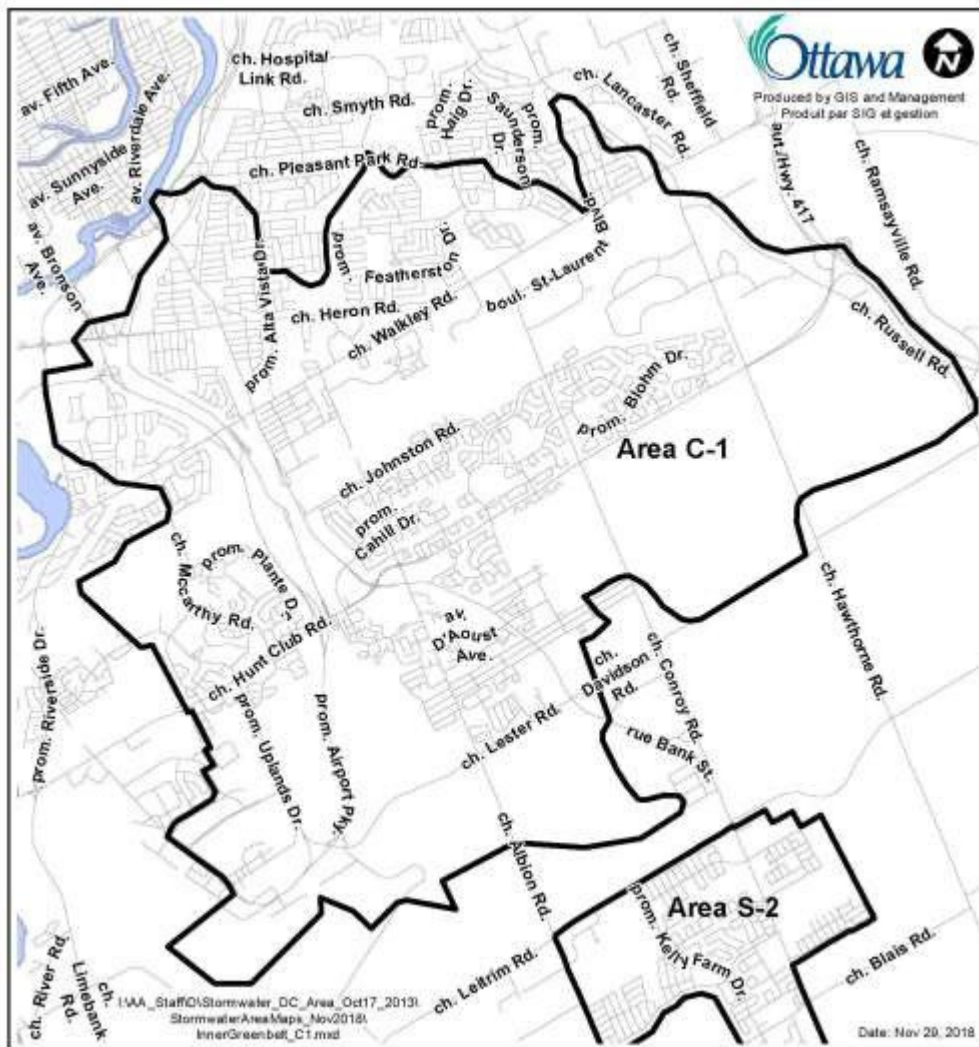 Ottawa
N
Produced by GIS and Management
Produit par SIG et gestion
av. Fifth Ave.
av. Sunnyside
Ave.
av. Riverdale Ave.
av. Bronson
Ave.
ch. Hospital
Link Rd.
ch. Smyth Rd.
prom.
Haig Dr.
prom.
Saunderson
Dr.
ch. Lancaster Rd.
ch. Sheffield
Rd.
aut./Hwy. 417
ch. Ramsayville Rd.
ch. Pleasant Park Rd.
prom. Alta Vista Dr.
prom.
Featherston
Dr.
ch. Heron Rd.
ch. Walkley Rd.
boul. St-Laurent
Blvd.
ch. Russell Rd.
prom. Blohm Dr.
ch. Johnston Rd.
Area C-1
prom.
Cahill Dr.
prom. Plante Dr.
ch. Mccarthy Rd.
ch. Hunt Club Rd.
av.
D'Aoust
Ave.
ch. Hawthorne Rd.
ch.
Davidson
Rd.
ch. Conroy Rd.
prom. Riverside Dr.
prom. Uplands Dr.
prom. Airport Pky.
ch. Lester Rd.
rue Bank St.
ch. Albion Rd.
Area S-2
prom. Kelly Farm Dr.
ch. Leitrim Rd.
ch. Blais Rd.
ch. River Rd.
ch.
Limebank
Rd.
I:\AA_Staff\D\Stormwater_DC_Area_Oct17_2013\
StormwaterAreaMaps_Nov2018\
InnerGreenbelt_C1.mxd
Date: Nov 29, 2018